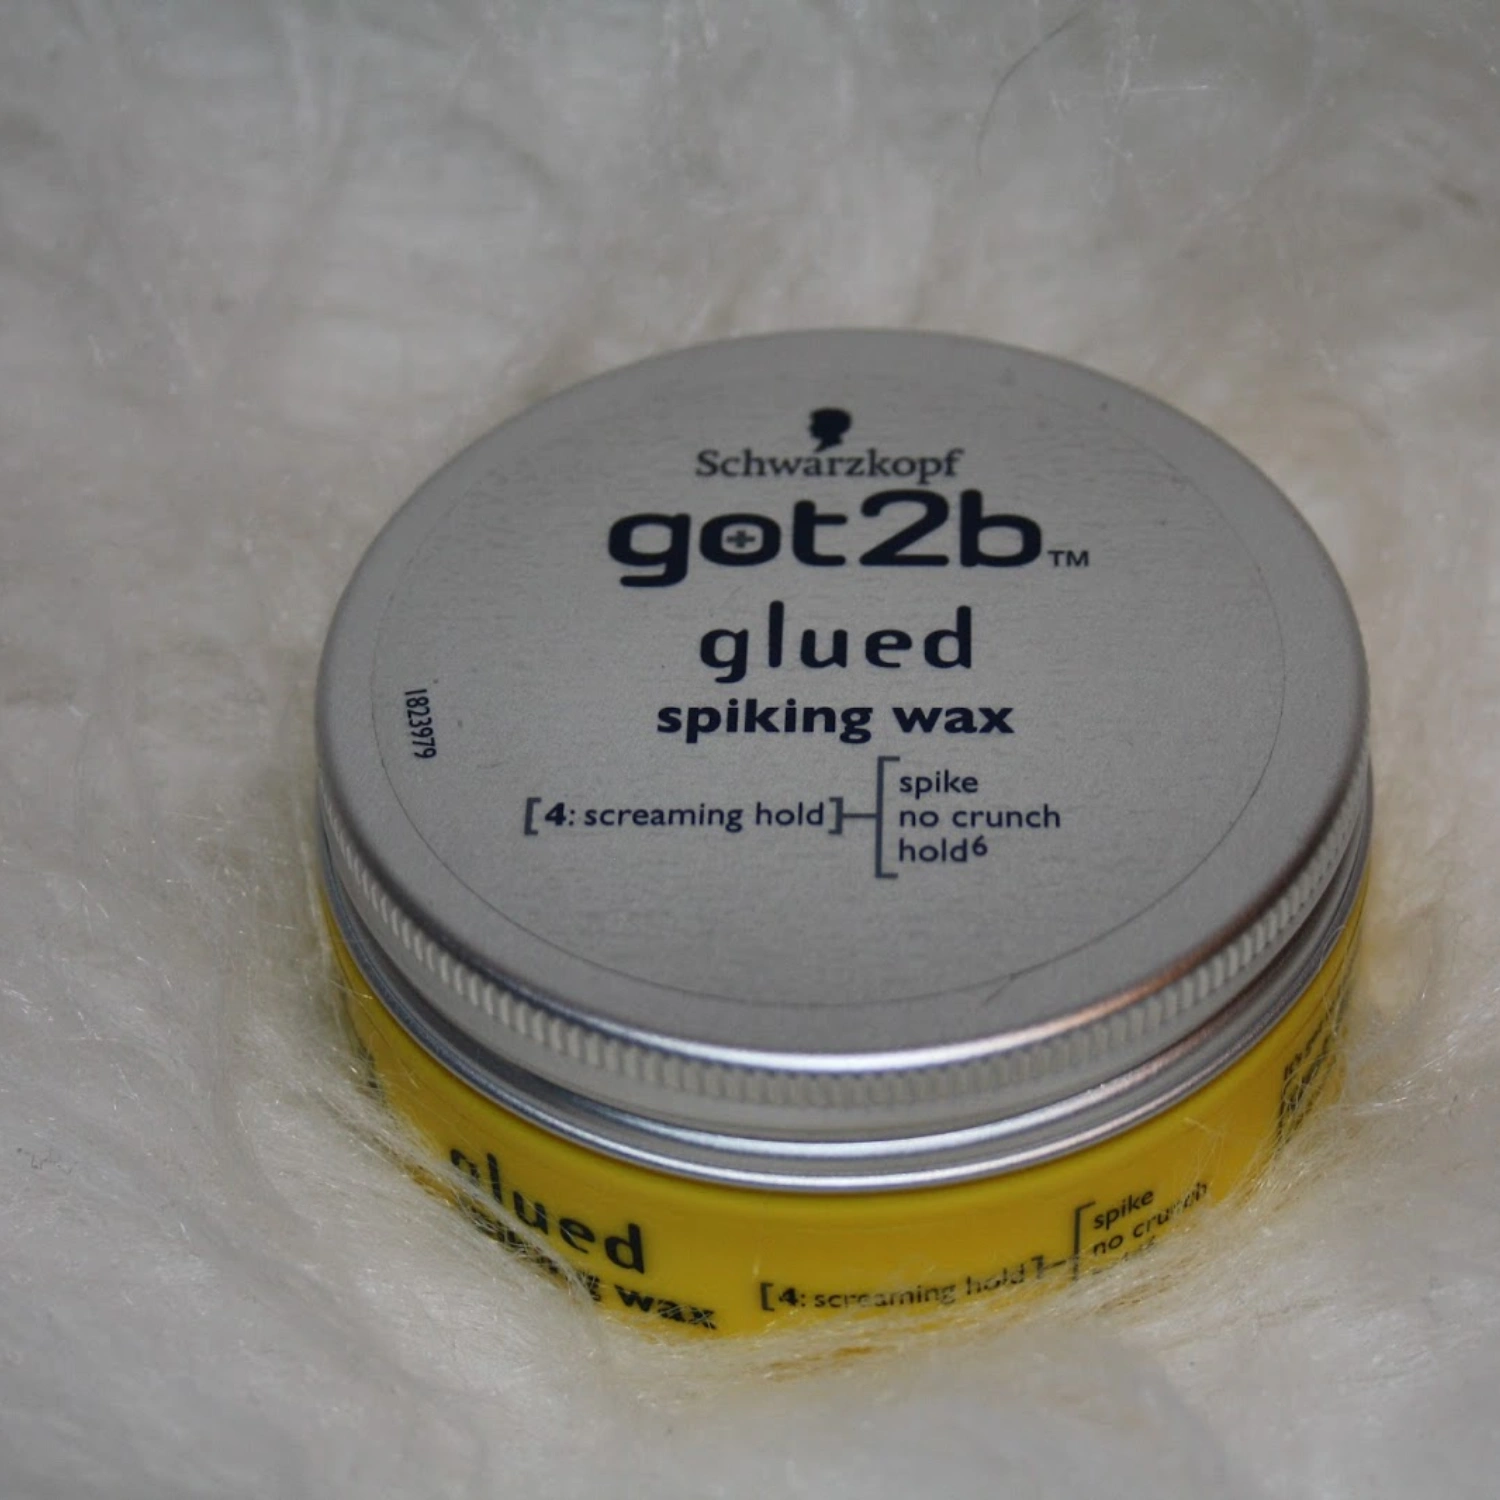 Schwarzkopf
got2b™
glued
spiking wax
[4: screaming hold]
spike
no crunch
hold6
1823979
glued
wax
[4: screaming hold]
spike
no crunch